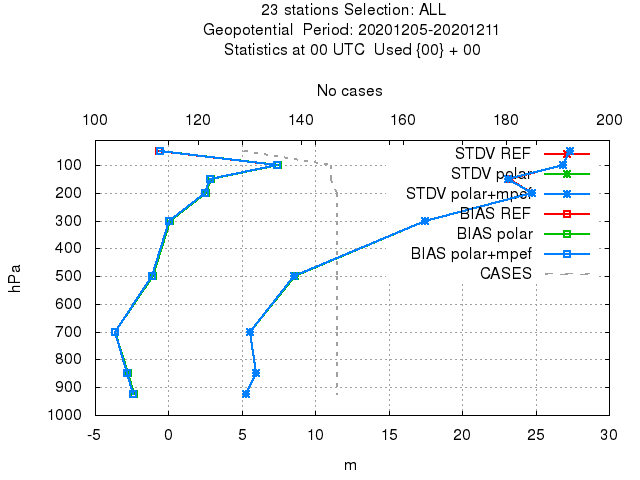 23 stations Selection: ALL
Geopotential Period: 20201205-20201211
Statistics at 00 UTC Used {00} + 00
No cases
100 120 140 160 180 200
STDV REF
100
STDV polar
200
STDV polar+mpef
BIAS REF
300
BIAS polar
400
BIAS polar+mpef
CASES
500
hPa
600
700
800
900
1000
-5 0 5 10 15 20 25 30
m